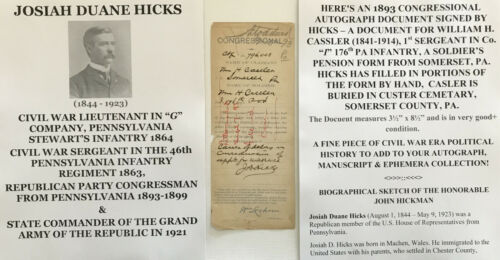 JOSIAH DUANE HICKS
(1844 - 1923)
CIVIL WAR LIEUTENANT IN “G”
COMPANY, PENNSYLVANIA
STEWART'S INFANTRY 1864
CIVIL WAR SERGEANT IN THE 46th
PENNSYLVANIA INFANTRY
REGIMENT 1863,
REPUBLICAN PARTY CONGRESSMAN
FROM PENNSYLVANIA 1893-1899
&
STATE COMMANDER OF THE GRAND
ARMY OF THE REPUBLIC IN 1921
CONGRESSIONAL
Somerset
Pa
HERE'S AN 1893 CONGRESSIONAL
AUTOGRAPH DOCUMENT SIGNED BY
HICKS – A DOCUMENT FOR WILLIAM H.
CASSLER (1841-1914), 1st SERGEANT IN Co.
"I" 176th PA INFANTRY, A SOLDIER'S
PENSION FORM FROM SOMERSET, PA.
HICKS HAS FILLED IN PORTIONS OF
THE FORM BY HAND, CASLER IS
BURIED IN CUSTER CEMETARY,
SOMERSET COUNTY, PA.
The Docuent measures 3½” x 8½” and is in very good+
condition.
A FINE PIECE OF CIVIL WAR ERA POLITICAL
HISTORY TO ADD TO YOUR AUTOGRAPH,
MANUSCRIPT & EPHEMERA COLLECTION!
<>>>::<<<>
BIOGRAPHICAL SKETCH OF THE HONORABLE
JOHN HICKMAN
Josiah Duane Hicks (August 1, 1844 – May 9, 1923) was a
Republican member of the U.S. House of Representatives from
Pennsylvania.
Josiah D. Hicks was born in Machen, Wales. He immigrated to the
United States with his parents, who settled in Chester County,